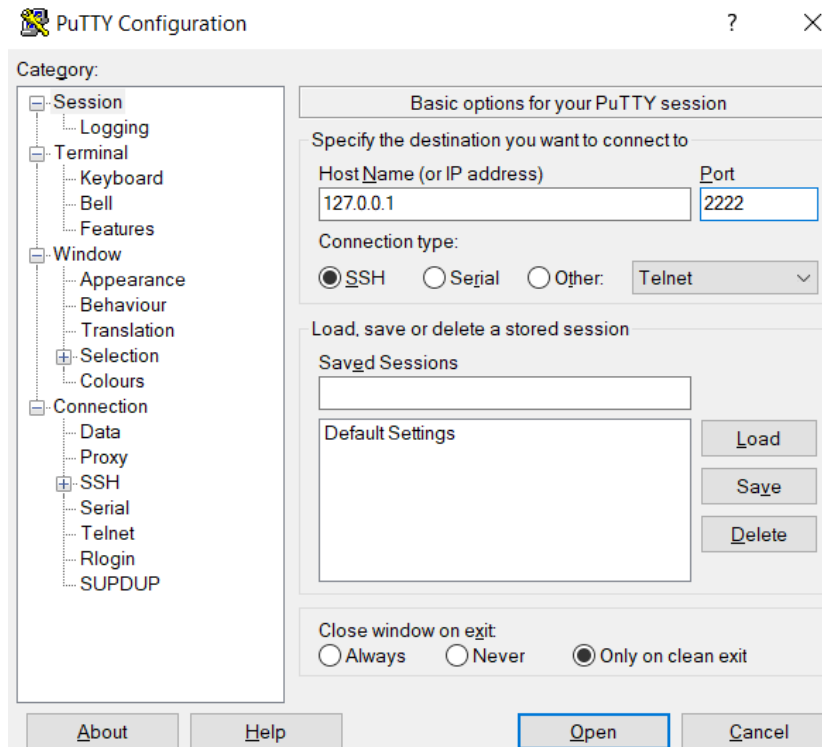 PuTTY Configuration ?
Category:
Session
Logging
Terminal
Keyboard
Bell
Features
Window
Appearance
Behaviour
Translation
Selection
Colours
Connection
Data
Proxy
SSH
Serial
Telnet
Rlogin
SUPDUP
Basic options for your PuTTY session
Specify the destination you want to connect to
Host Name (or IP address) Port
127.0.0.1 2222
Connection type:
SSH Serial Other: Telnet
Load, save or delete a stored session
Saved Sessions
Default Settings
Load
Save
Delete
Close window on exit:
Always Never Only on clean exit
About Help Open Cancel